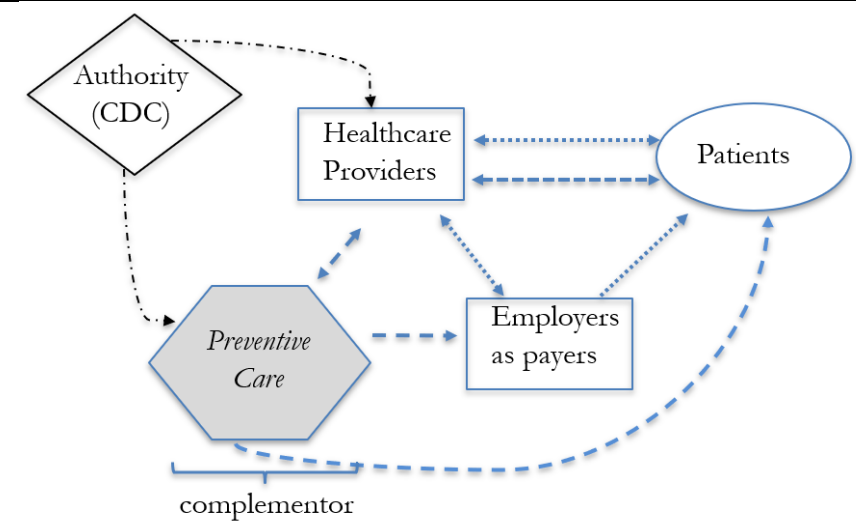 Authority
(CDC)
Healthcare
Providers
Patients
Preventive
Care
Employers
as payers
complementor